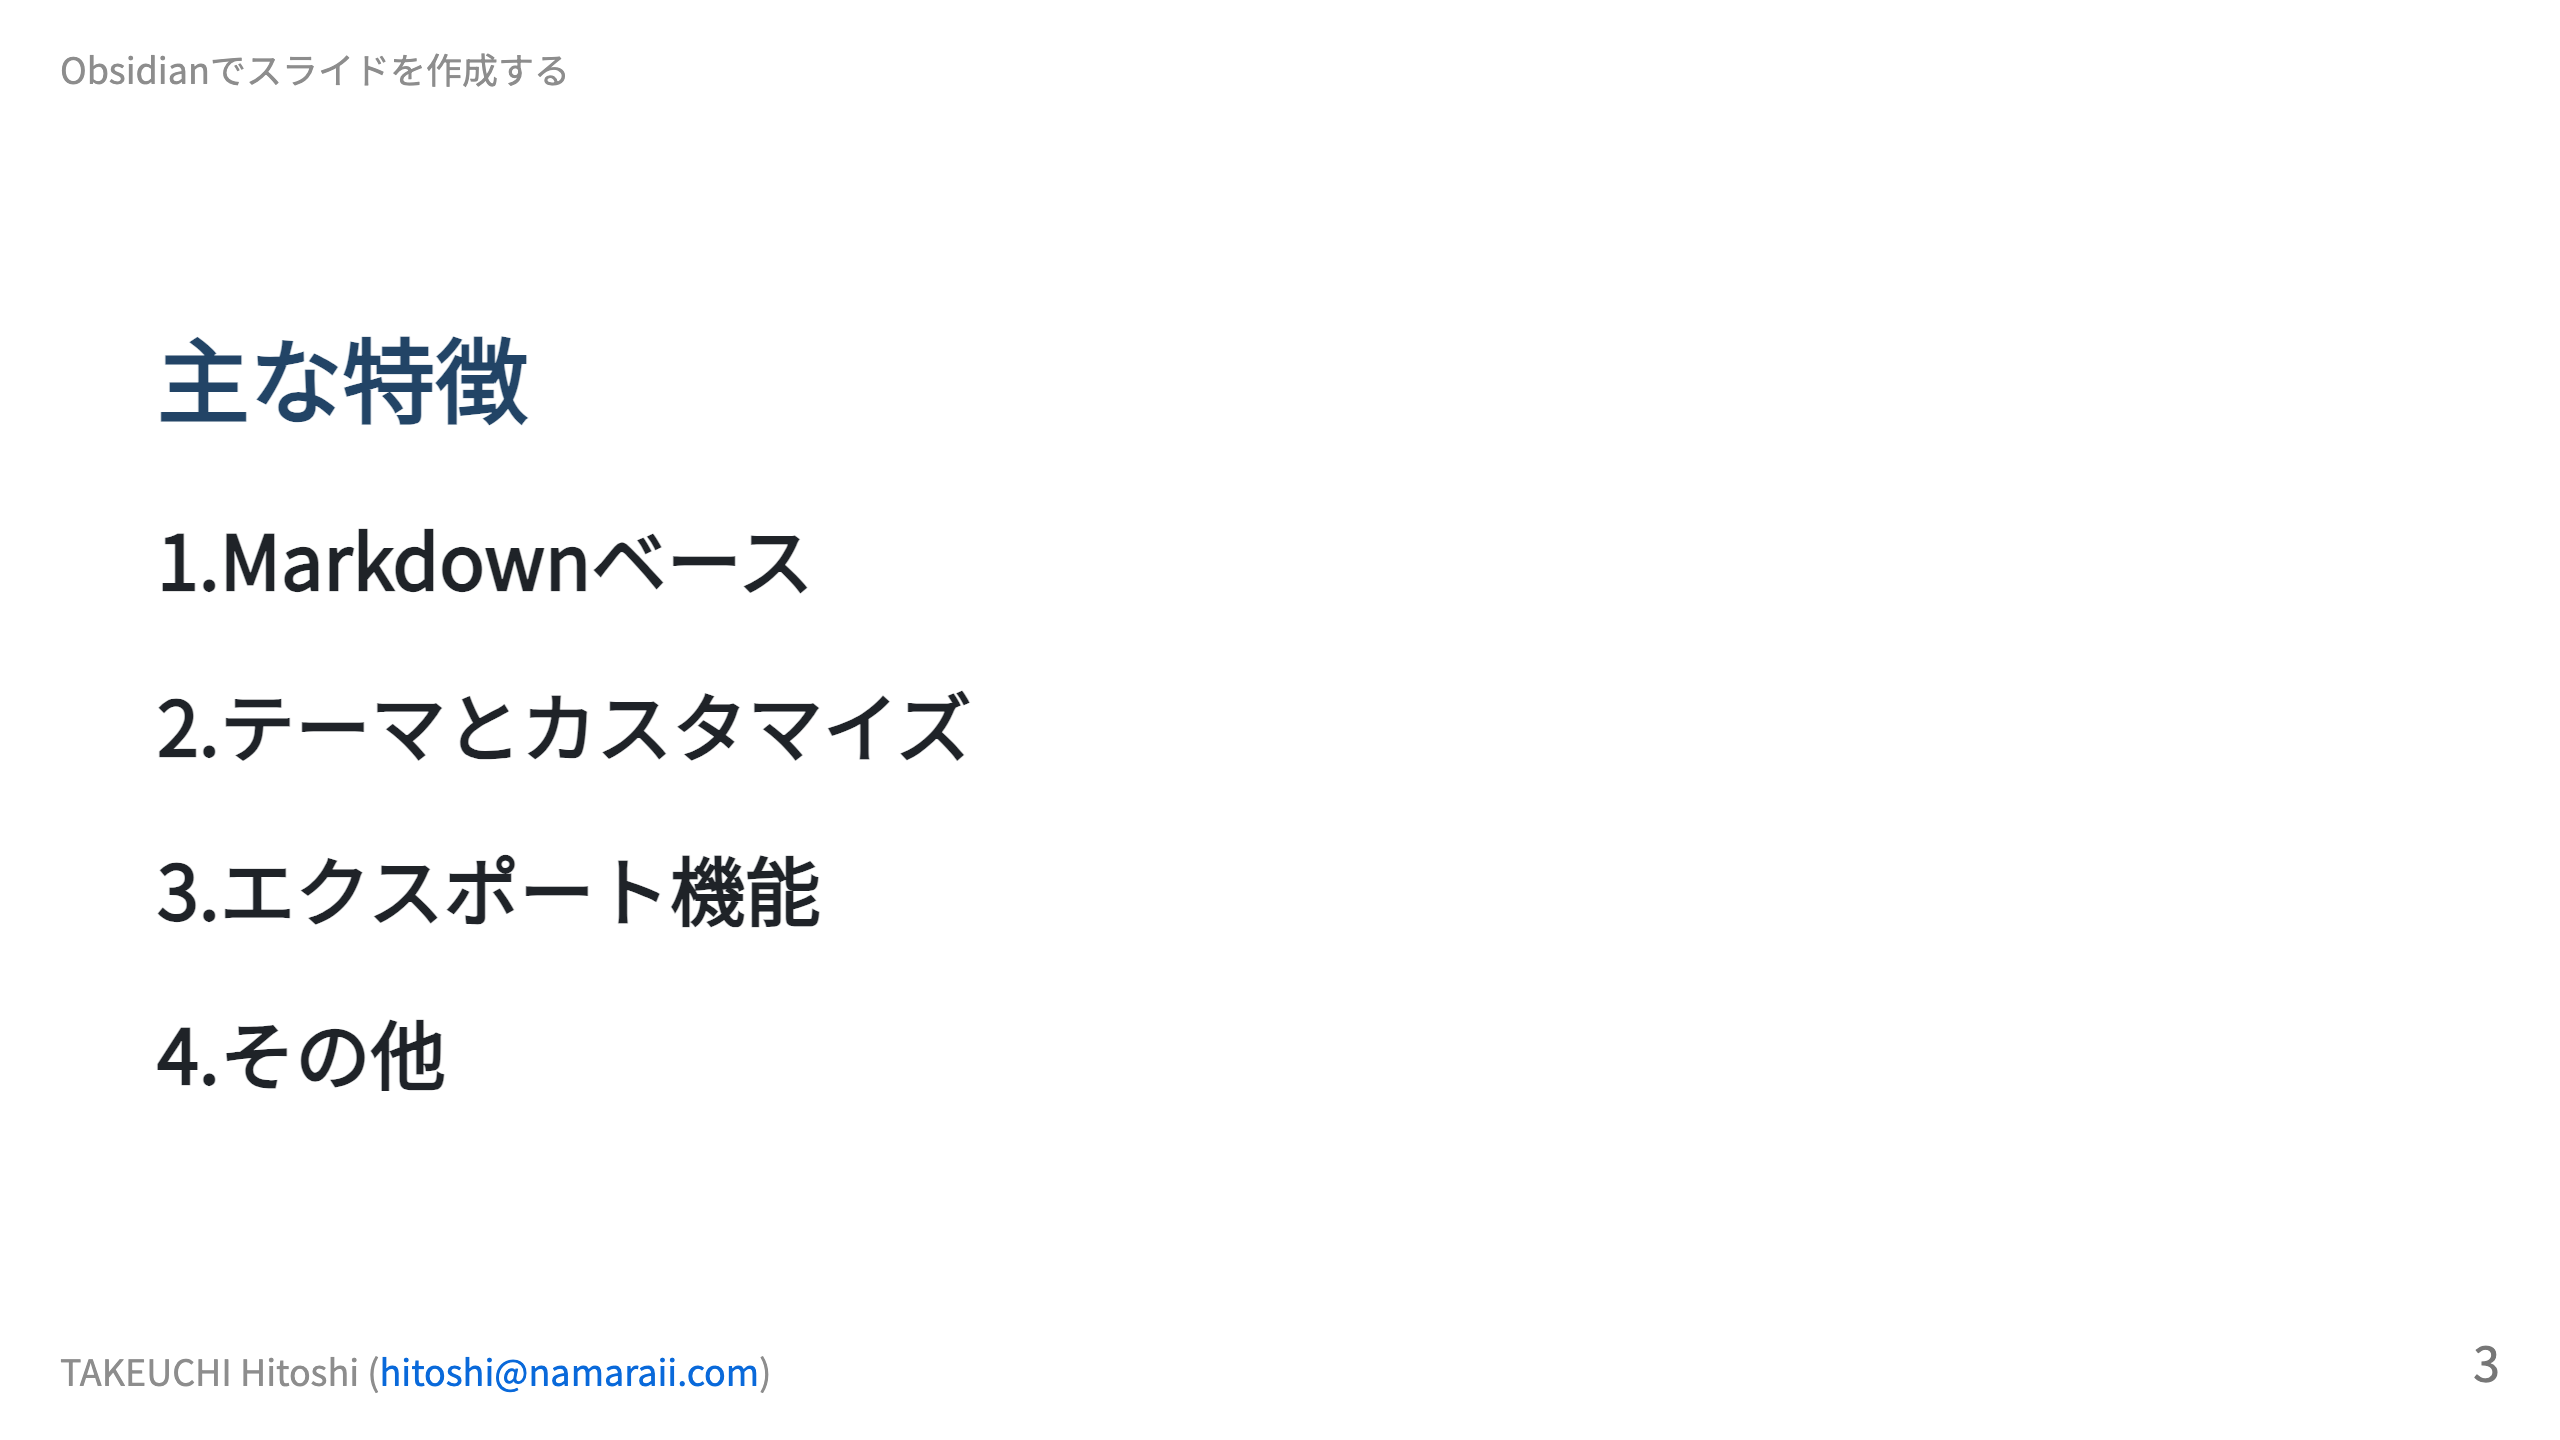 Obsidianでスライドを作成する
主な特徴
1.Markdownベース
2.テーマとカスタマイズ
3.エクスポート機能
4.その他
TAKEUCHI Hitoshi (hitoshi@namaraii.com)
3